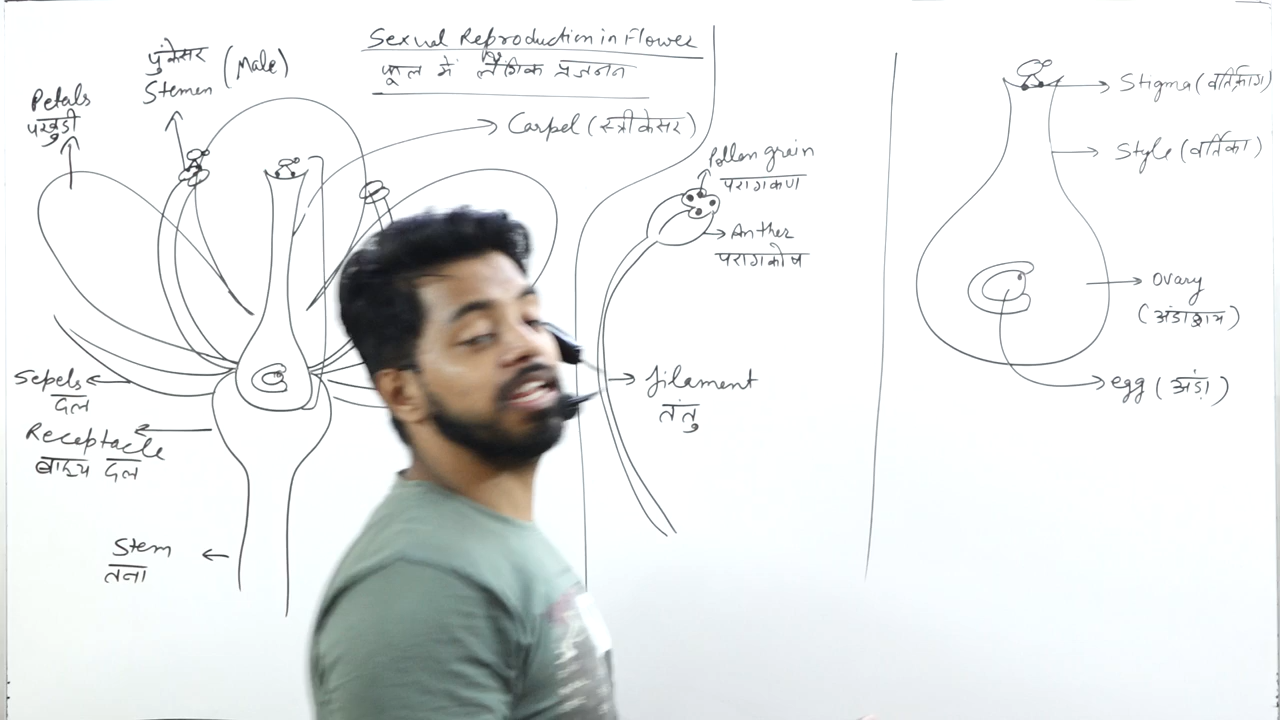 Sexual Reproduction in Flower
फूल में लैंगिक प्रजनन
पुंकेसर
Stemen (Male)
Petals
पखुडी
Carpel (स्त्रीकेसर)
Sepels
दल
Receptacle
बाह्य दल
Stem
तना
Pollen grain
परागकण
Anther
परागकोष
filament
तंतु
Stigma (वर्तिकाग्र)
Style (वर्तिका)
Ovary
(अंडाशय)
egg (अंड़ा)